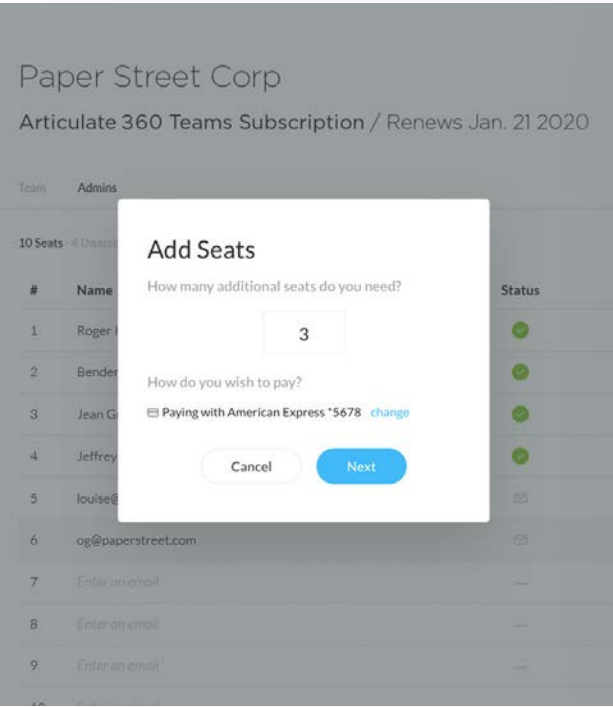 Paper Street Corp
Articulate 360 Teams Subscription / Renews Jan. 21 2020
Team Admins
10 Seats · 4
Add Seats
How many additional seats do you need?
# Name Status
1 Roger
3
2 Bender
How do you wish to pay?
3 Jean
Paying with American Express *5678 change
4 Jeffrey
Cancel Next
5 louise@
6 og@paperstreet.com
7 Enter an email —
8 Enter an email —
9 Enter an email —